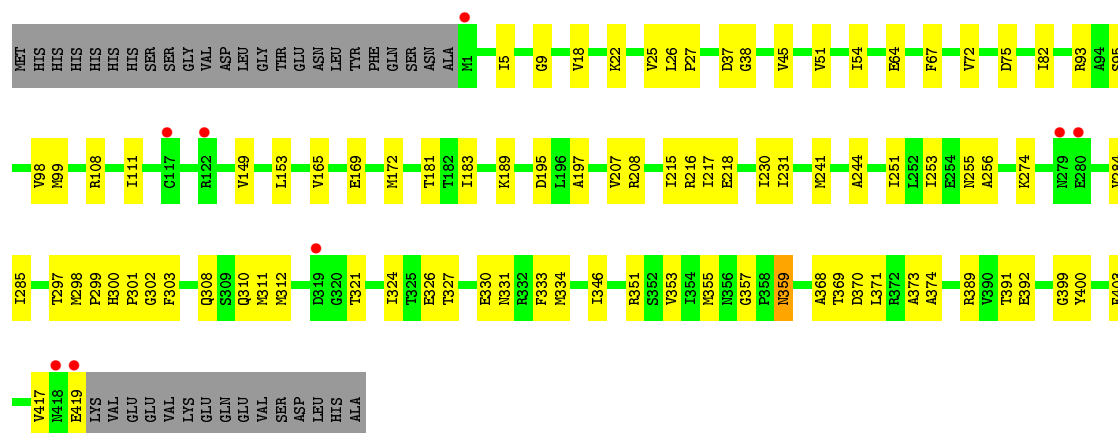 MET HIS HIS HIS HIS HIS HIS SER SER GLY VAL ASP LEU GLY THR GLU ASN LEU TYR PHE GLN SER ASN ALA M1 I5 G9 V18 K22 V25 L26 P27 D37 G38 V45 V51 I54 E64 F67 V72 D75 I82 R93 A94 S95
V98 M99 R108 I111 C117 R122 V149 L153 V165 E169 M172 T181 T182 I183 K189 D195 L196 A197 V207 R208 I215 R216 I217 E218 I230 I231 M241 A244 I251 L252 I253 E254 N255 A256 K274 N279 E280 V284
I285 T297 M298 P299 H300 P301 G302 F303 Q308 S309 Q310 M311 M312 D319 G320 T321 I324 T325 E326 T327 E330 N331 R332 F333 M334 I346 R351 S352 V353 I354 M355 N356 G357 P358 N359 A368 T369 D370 L371 R372 A373 A374 R389 V390 T391 E392 G399 Y400
V417 N418 E419 LYS VAL GLU GLU VAL LYS GLU GLN GLU VAL SER ASP LEU HIS ALA